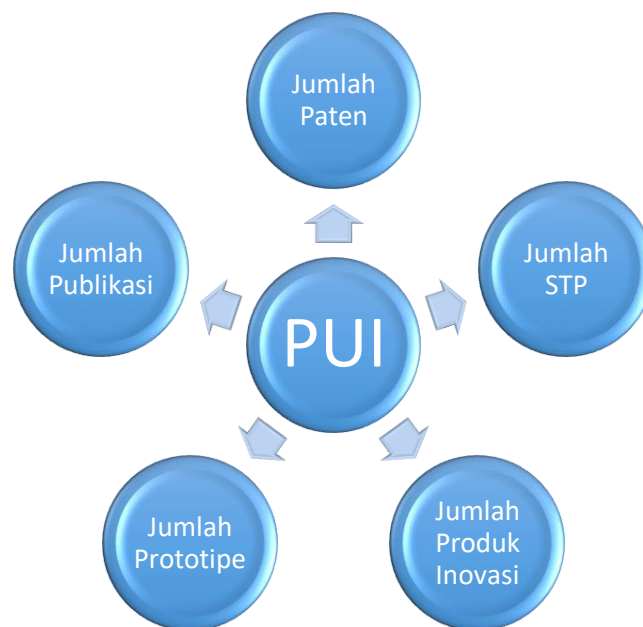 Jumlah
Paten
Jumlah
Publikasi
Jumlah
STP
PUI
Jumlah
Prototipe
Jumlah
Produk
Inovasi